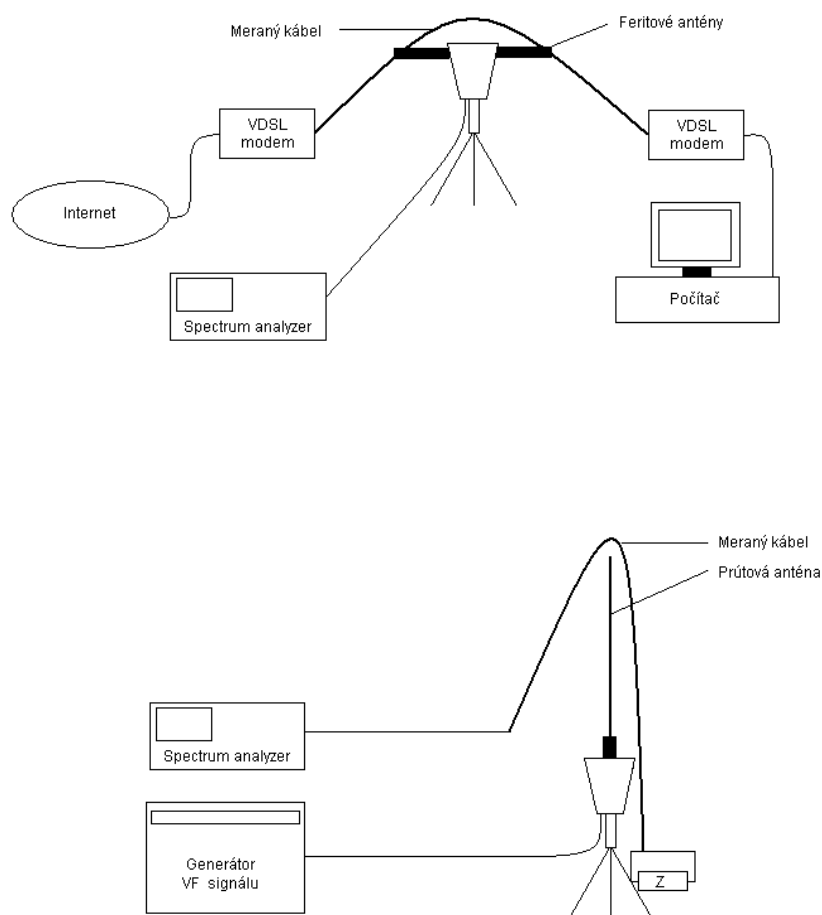 Meraný kábel
Feritové antény
VDSL
modem
VDSL
modem
Internet
Spectrum analyzer
Počítač
Meraný kábel
Prútová anténa
Spectrum analyzer
Generátor
VF signálu
Z